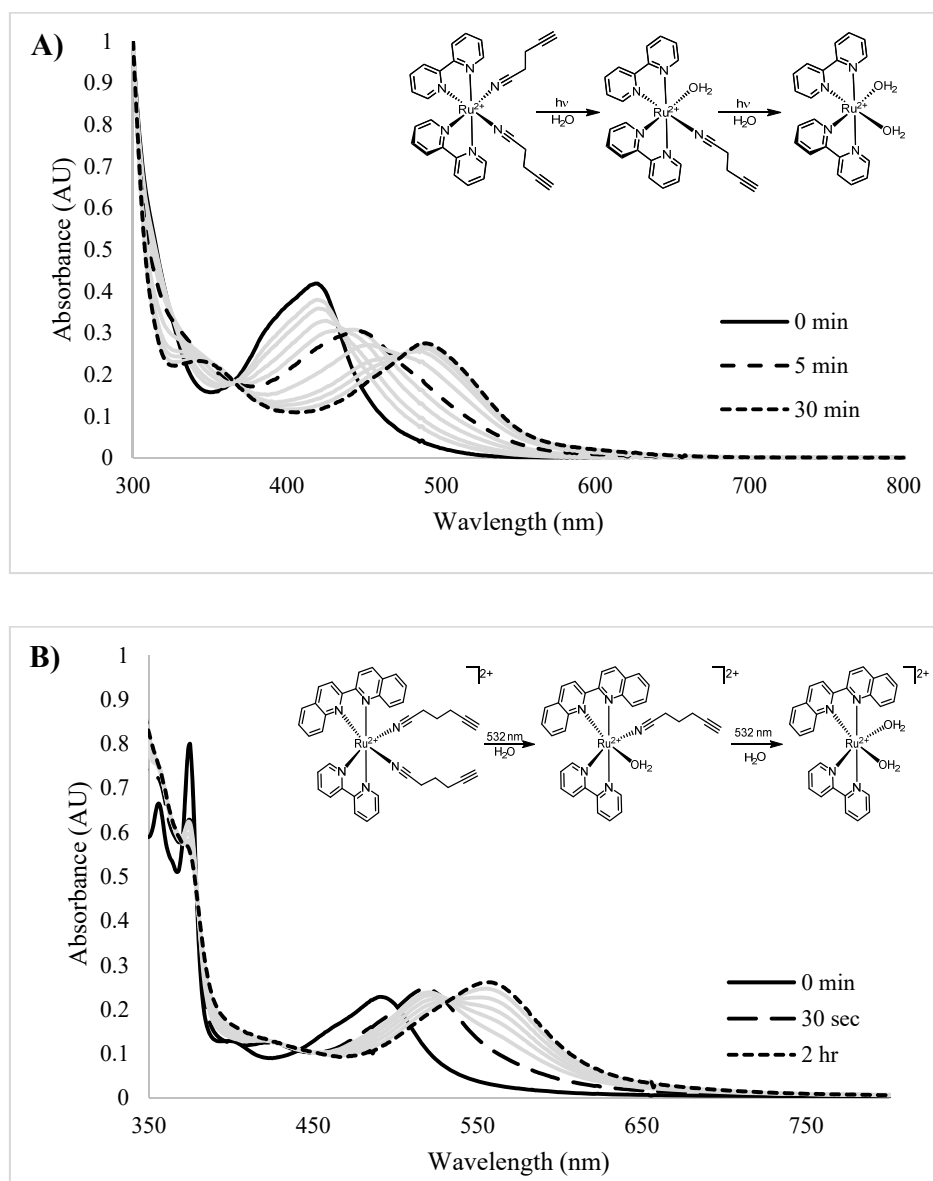 A)
1
0.9
0.8
0.7
0.6
0.5
0.4
0.3
0.2
0.1
0
Absorbance (AU)
300 400 500 600 700 800
Wavlength (nm)
N N N N N N Ru2+
hν
H2O
N N N N N Ru2+ OH2
hν
H2O
N N N N Ru2+ OH2 OH2
0 min
5 min
30 min
B)
1
0.9
0.8
0.7
0.6
0.5
0.4
0.3
0.2
0.1
0
Absorbance (AU)
350 450 550 650 750
Wavelength (nm)
N N N N N N Ru2+ ]2+
532 nm
H2O
N N N N N Ru2+ OH2 ]2+
532 nm
H2O
N N N N Ru2+ OH2 OH2 ]2+
0 min
30 sec
2 hr